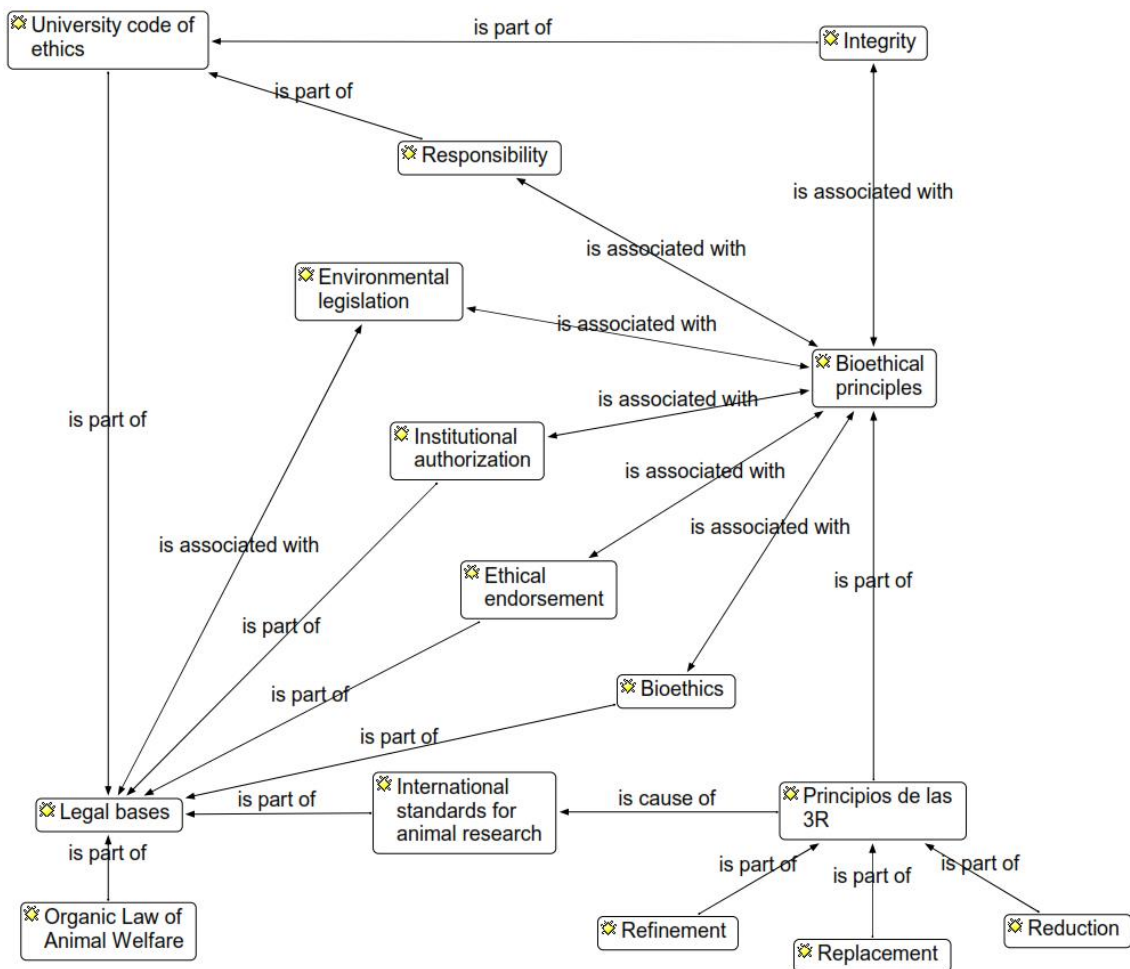 University code of
ethics
is part of
Integrity
is part of
Responsibility
is associated with
is associated with
Environmental
legislation
is associated with
Bioethical
principles
is part of
is associated with
Institutional
authorization
is associated with
is associated with
is associated with
Ethical
endorsement
is part of
is part of
Bioethics
is part of
is part of
Legal bases
is part of
International
standards for
animal research
is cause of
Principios de las
3R
is part of
is part of
is part of
is part of
Organic Law of
Animal Welfare
Refinement
Replacement
Reduction